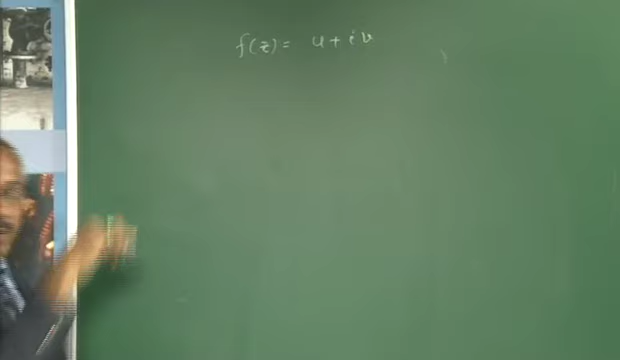 f(z) = u + iv